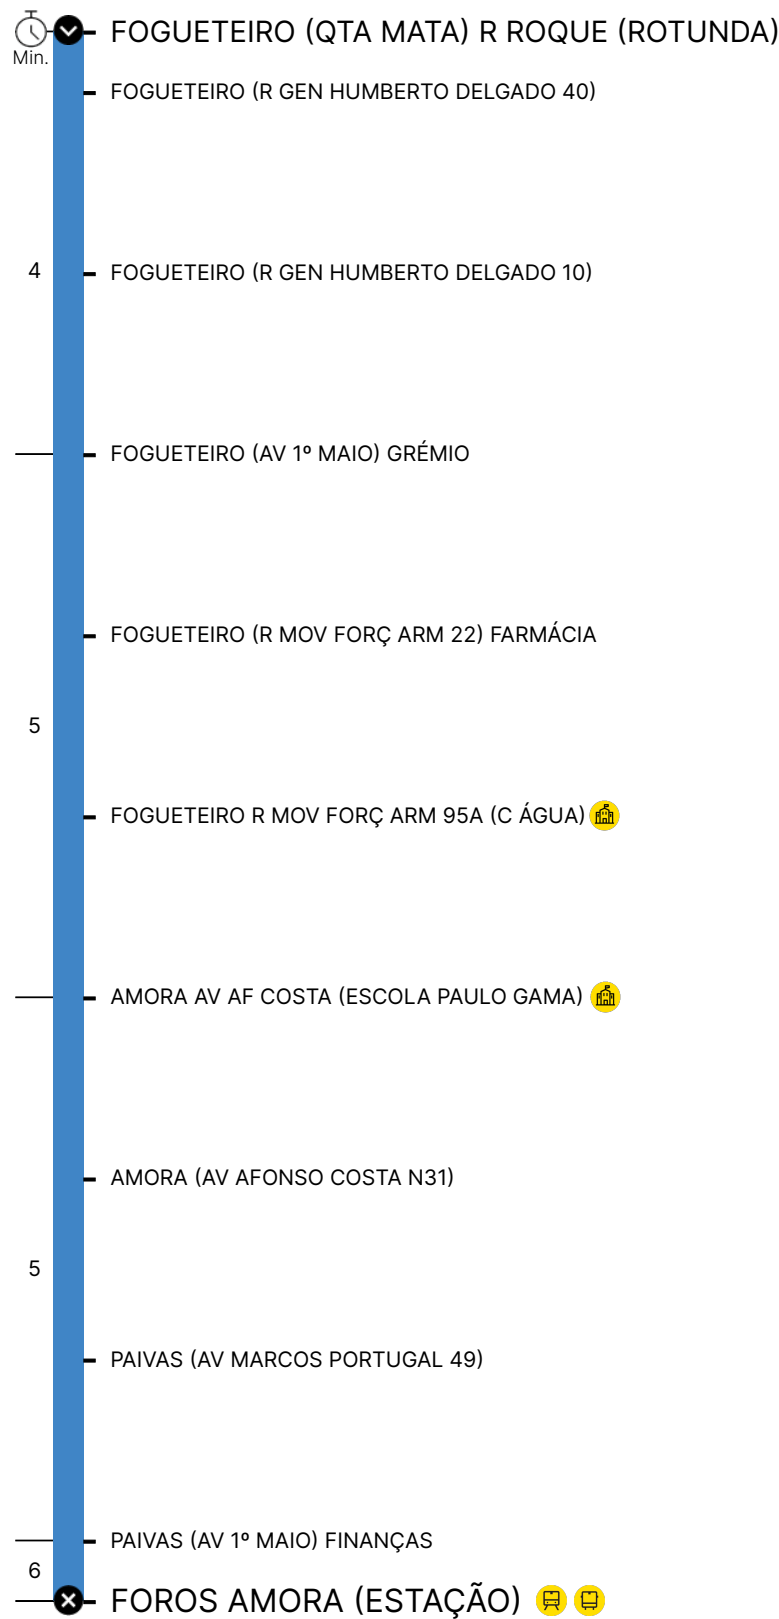 FOGUETEIRO (QTA MATA) R ROQUE (ROTUNDA)
Min.
FOGUETEIRO (R GEN HUMBERTO DELGADO 40)
4
FOGUETEIRO (R GEN HUMBERTO DELGADO 10)
FOGUETEIRO (AV 1º MAIO) GRÉMIO
FOGUETEIRO (R MOV FORÇ ARM 22) FARMÁCIA
5
FOGUETEIRO R MOV FORÇ ARM 95A (C ÁGUA)
AMORA AV AF COSTA (ESCOLA PAULO GAMA)
AMORA (AV AFONSO COSTA N31)
5
PAIVAS (AV MARCOS PORTUGAL 49)
PAIVAS (AV 1º MAIO) FINANÇAS
6
FOROS AMORA (ESTAÇÃO)